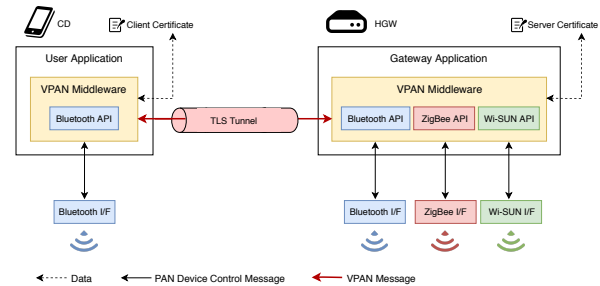 CD
Client Certificate
HGW
Server Certificate
User Application
Gateway Application
VPAN Middleware
VPAN Middleware
Bluetooth API
TLS Tunnel
Bluetooth API
ZigBee API
Wi-SUN API
Bluetooth I/F
Bluetooth I/F
ZigBee I/F
Wi-SUN I/F
Data
PAN Device Control Message
VPAN Message